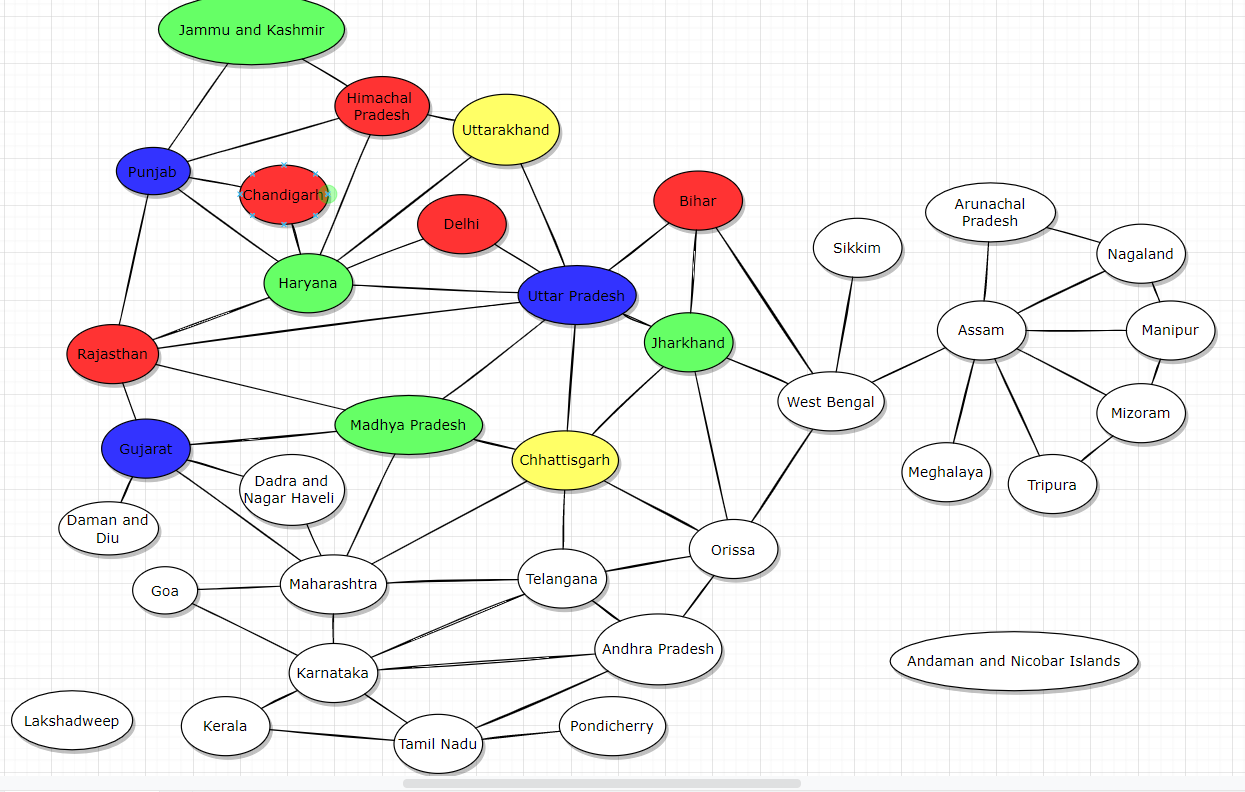 Jammu and Kashmir
Himachal
Pradesh
Uttarakhand
Punjab
Chandigarh
Delhi
Bihar
Arunachal
Pradesh
Sikkim
Nagaland
Haryana
Uttar Pradesh
Assam
Manipur
Rajasthan
Jharkhand
West Bengal
Mizoram
Madhya Pradesh
Gujarat
Chhattisgarh
Meghalaya
Tripura
Dadra and
Nagar Haveli
Daman and
Diu
Orissa
Goa
Maharashtra
Telangana
Andhra Pradesh
Andaman and Nicobar Islands
Karnataka
Lakshadweep
Kerala
Tamil Nadu
Pondicherry